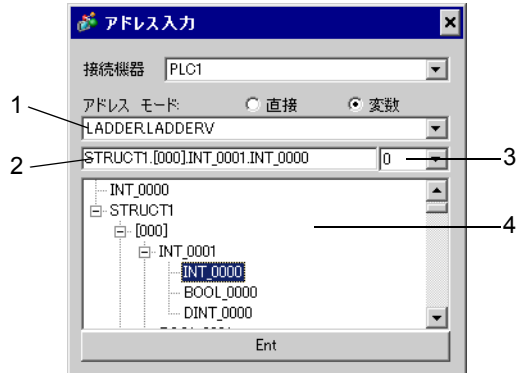 アドレス入力
接続機器 PLC1
アドレス モード: 直接 変数
1
LADDER.LADDERV
2 STRUCT1.[000].INT_0001.INT_0000 0 3
INT_0000
STRUCT1
4
[000]
INT_0001
INT_0000
BOOL_0000
DINT_0000
Ent